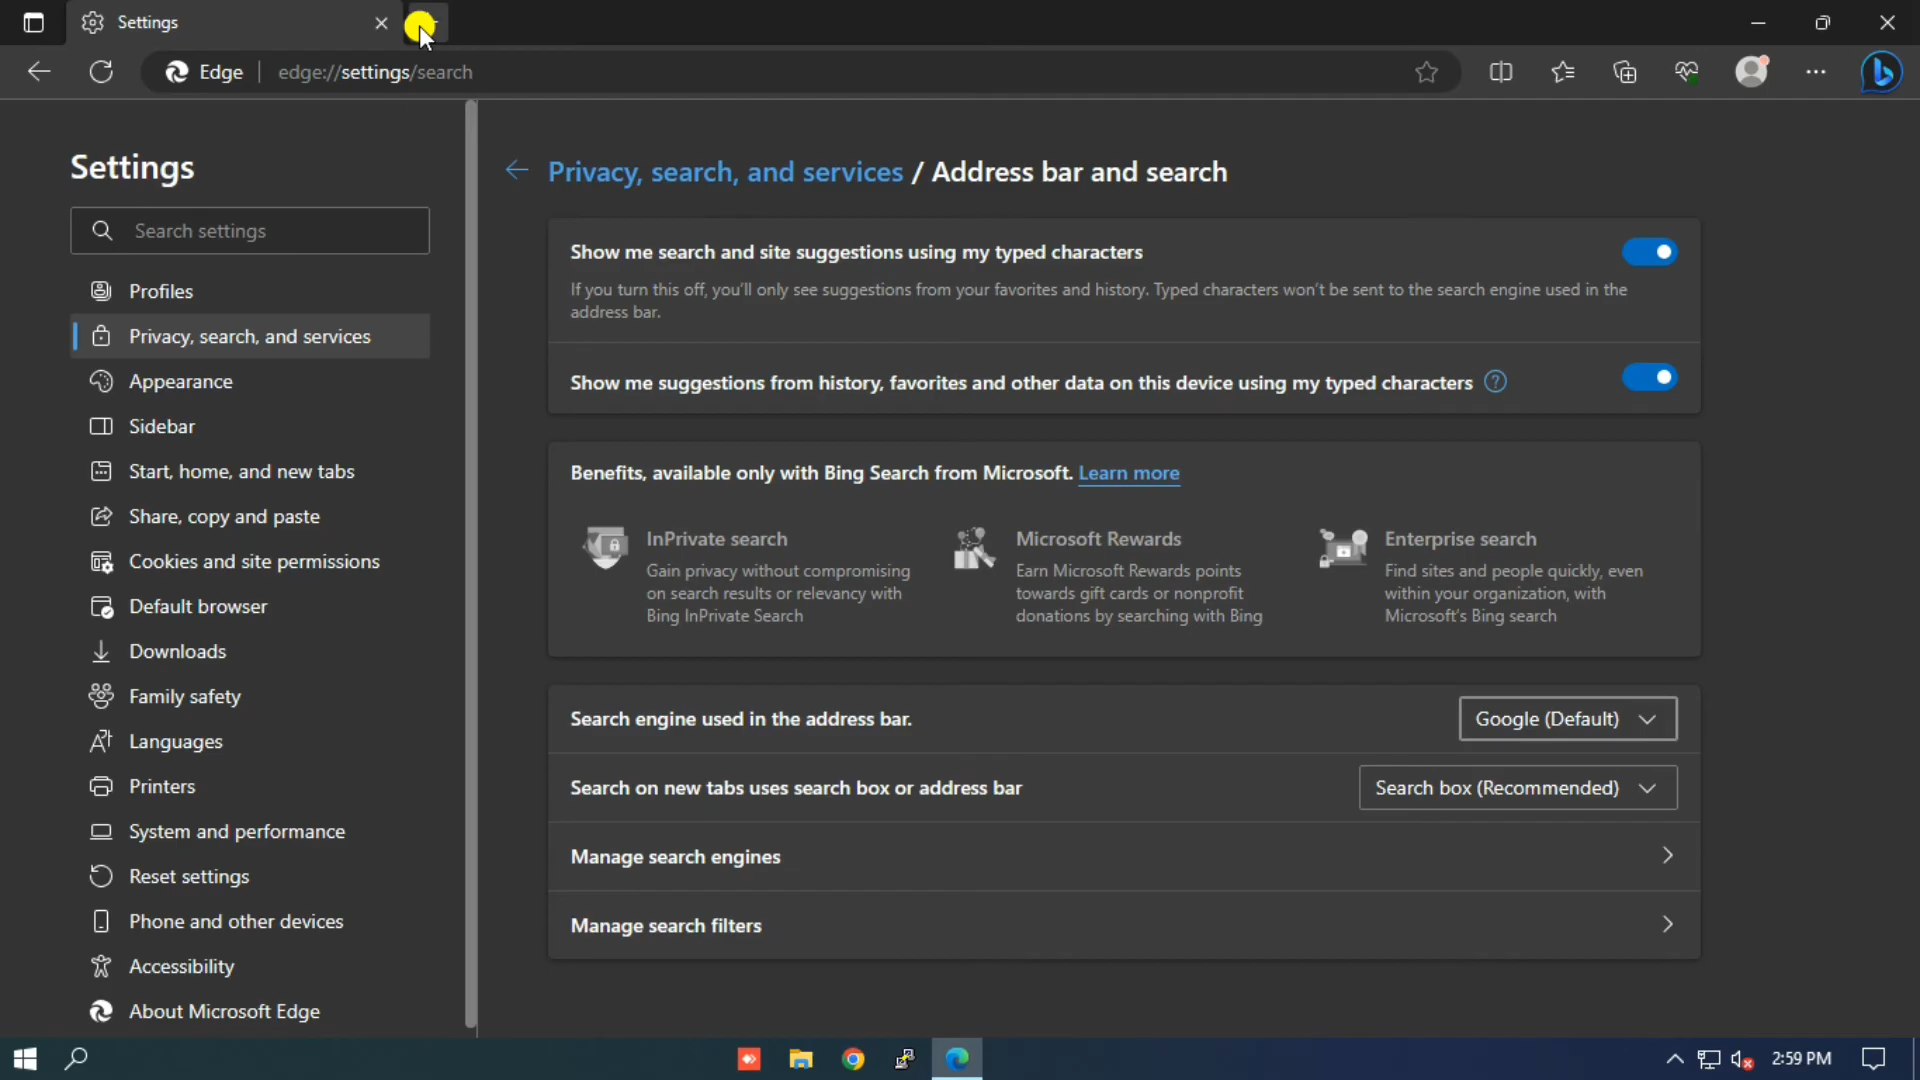 Settings
Edge
edge://settings/search
Settings
Search settings
Profiles
Privacy, search, and services
Appearance
Sidebar
Start, home, and new tabs
Share, copy and paste
Cookies and site permissions
Default browser
Downloads
Family safety
Languages
Printers
System and performance
Reset settings
Phone and other devices
Accessibility
About Microsoft Edge
Privacy, search, and services / Address bar and search
Show me search and site suggestions using my typed characters
If you turn this off, you'll only see suggestions from your favorites and history. Typed characters won't be sent to the search engine used in the
address bar.
Show me suggestions from history, favorites and other data on this device using my typed characters
Benefits, available only with Bing Search from Microsoft. Learn more
InPrivate search
Gain privacy without compromising
on search results or relevancy with
Bing InPrivate Search
Microsoft Rewards
Earn Microsoft Rewards points
towards gift cards or nonprofit
donations by searching with Bing
Enterprise search
Find sites and people quickly, even
within your organization, with
Microsoft's Bing search
Search engine used in the address bar.
Google (Default)
Search on new tabs uses search box or address bar
Search box (Recommended)
Manage search engines
Manage search filters
2:59 PM